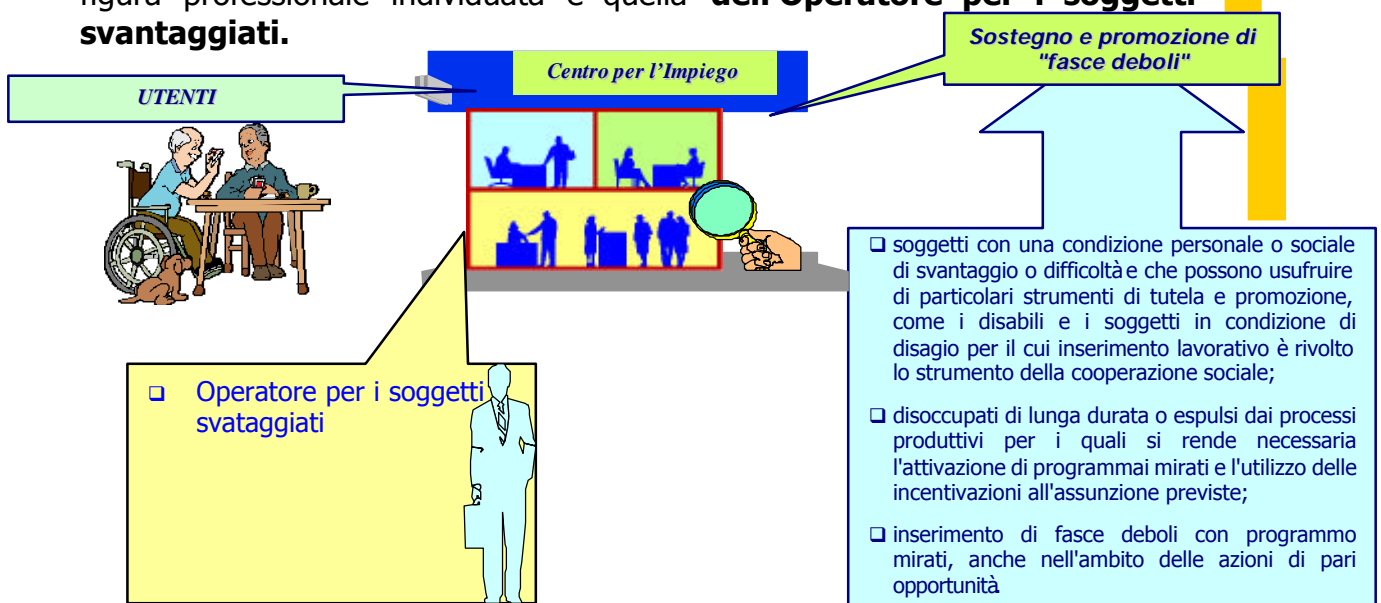 svantaggiati.
Sostegno e promozione di
"fasce deboli"
Centro per l'Impiego
UTENTI
❑ soggetti con una condizione personale o sociale
di svantaggio o difficoltà e che possono usufruire
di particolari strumenti di tutela e promozione,
come i disabili e i soggetti in condizione di
disagio per il cui inserimento lavorativo è rivolto
lo strumento della cooperazione sociale;
❑ disoccupati di lunga durata o espulsi dai processi
produttivi per i quali si rende necessaria
l'attivazione di programmai mirati e l'utilizzo delle
incentivazioni all'assunzione previste;
❑ inserimento di fasce deboli con programmo
mirati, anche nell'ambito delle azioni di pari
opportunità.
❑ Operatore per i soggetti
svataggiati